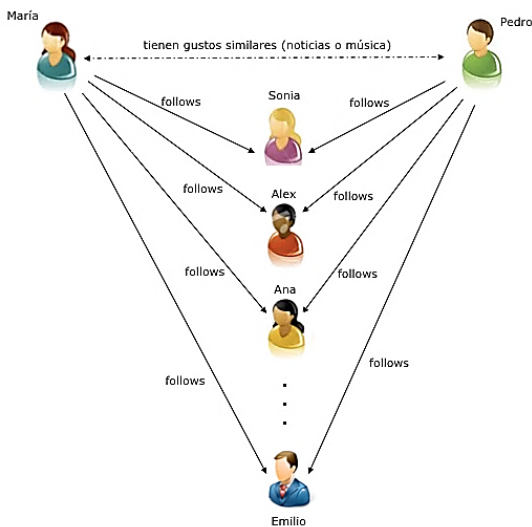 María
Pedro
tienen gustos similares (noticias o música)
Sonia
follows
follows
Alex
follows
follows
Ana
follows
follows
follows
follows
Emilio